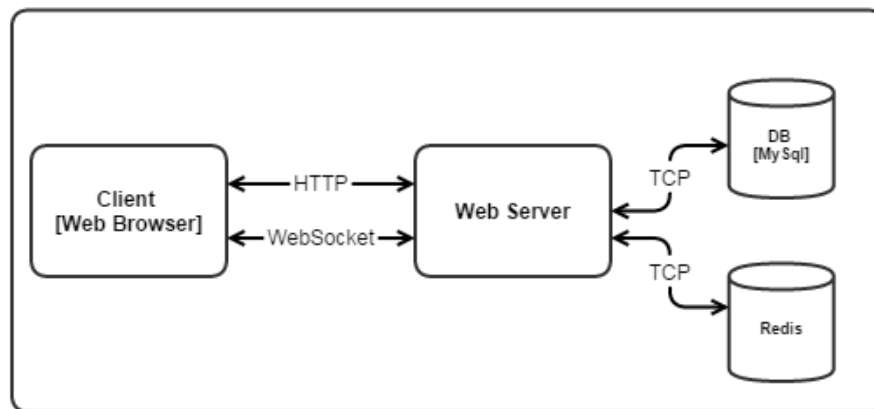 Client
[Web Browser]
HTTP
WebSocket
Web Server
TCP
TCP
DB
[MySql]
Redis